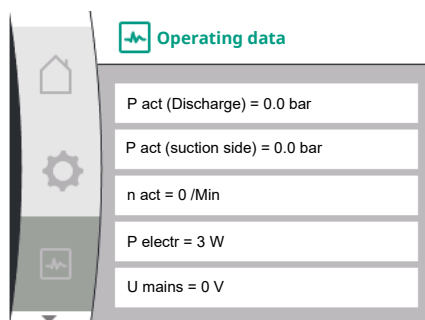 Operating data
P act (Discharge) = 0.0 bar
P act (suction side) = 0.0 bar
n act = 0 /Min
P electr = 3 W
U mains = 0 V